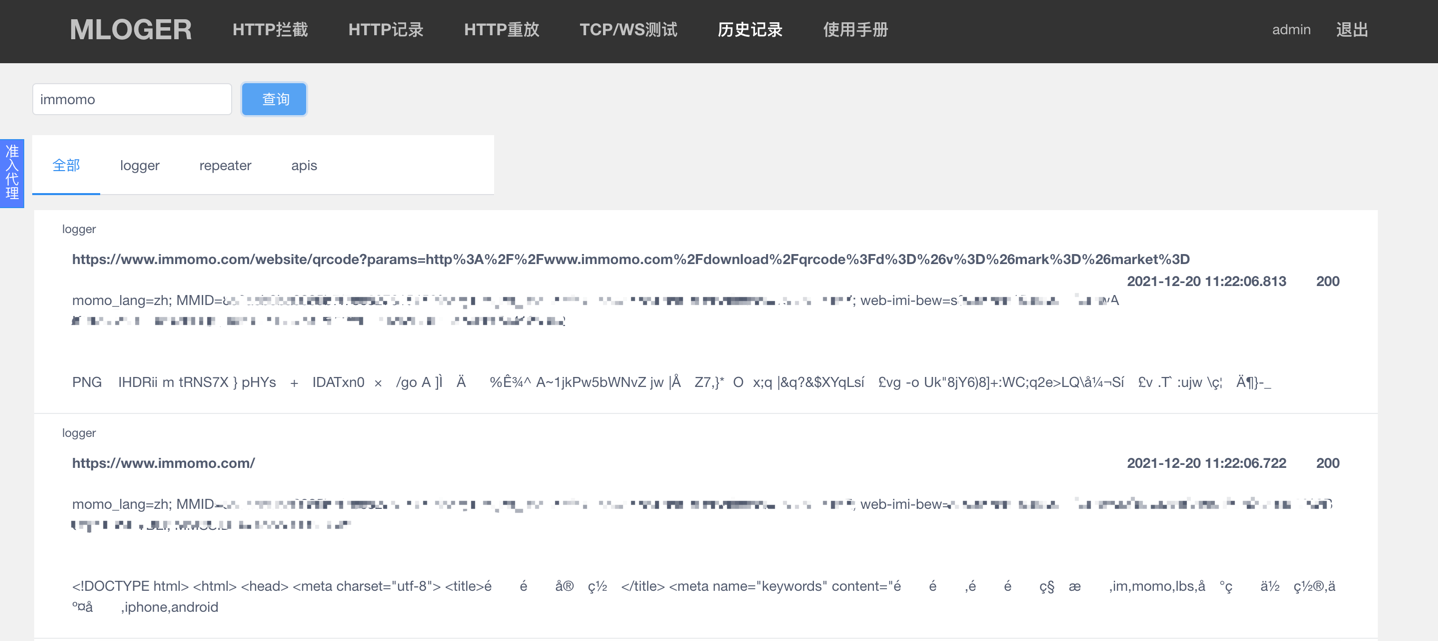 MLOGER HTTP拦截 HTTP记录 HTTP重放 TCP/WS测试 历史记录 使用手册 admin 退出
immomo 查询
准入代理
全部 logger repeater apis
logger
https://www.immomo.com/website/qrcode?params=http%3A%2F%2Fwww.immomo.com%2Fdownload%2Fqrcode%3Fd%3D%26v%3D%26mark%3D%26market%3D
2021-12-20 11:22:06.813 200
momo_lang=zh; MMID= ; web-imi-bew=
PNG IHDRii m tRNS7X } pHYs + IDATxn0 × /go A ]Ì Ä %Ê¾^ A~1jkPw5bWNvZ jw |Å Z7,}* O x;q |&q?&$XYqLsí £vg -o Uk"8jY6)8]+:WC;q2e>LQ\å¼¬Sí £v .T` :ujw \ç¦ Ä¶}-_
logger
https://www.immomo.com/ 2021-12-20 11:22:06.722 200
momo_lang=zh; MMID= ; web-imi-bew=
<!DOCTYPE html> <html> <head> <meta charset="utf-8"> <title>é é å® ç½ </title> <meta name="keywords" content="é é ,é é ç§ æ ,im,momo,lbs,å °ç ä½ ç½®,ä
º¤å ,iphone,android